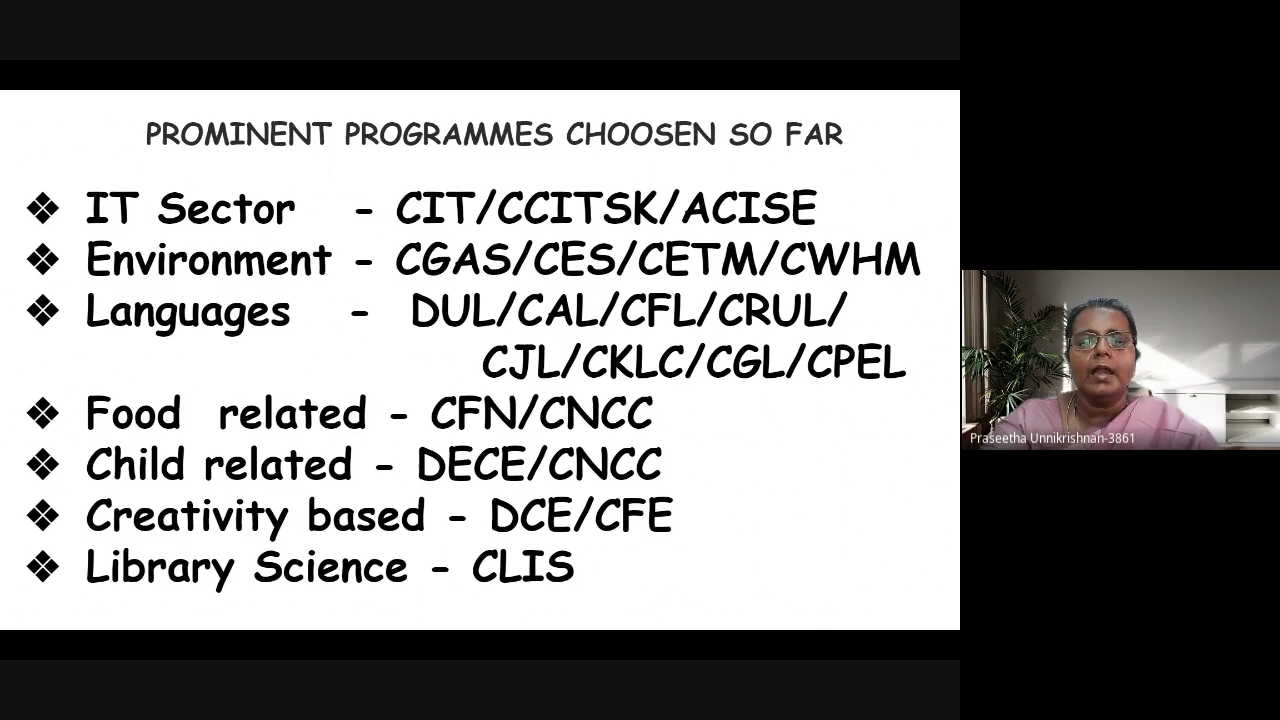 PROMINENT PROGRAMMES CHOOSEN SO FAR
❖ IT Sector - CIT/CCITSK/ACISE
❖ Environment - CGAS/CES/CETM/CWHM
❖ Languages - DUL/CAL/CFL/CRUL/
CJL/CKLC/CGL/CPEL
❖ Food related - CFN/CNCC
❖ Child related - DECE/CNCC
❖ Creativity based - DCE/CFE
❖ Library Science - CLIS
Praseetha Unnikrishnan-3861